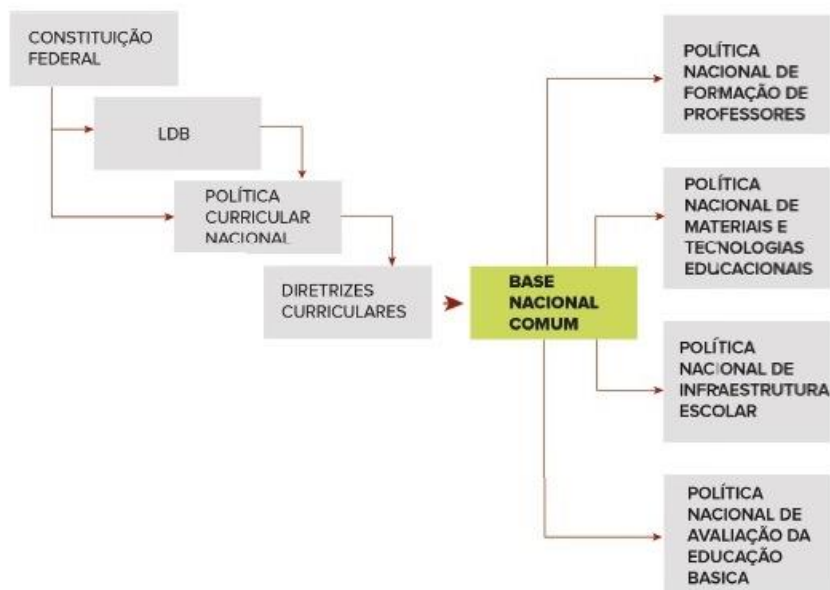 CONSTITUIÇÃO
FEDERAL
LDB
POLÍTICA
CURRICULAR
NACIONAL
DIRETRIZES
CURRICULARES
BASE
NACIONAL
COMUM
POLÍTICA
NACIONAL DE
FORMAÇÃO DE
PROFESSORES
POLÍTICA
NACIONAL DE
MATERIAIS E
TECNOLOGIAS
EDUCACIONAIS
POLÍTICA
NACIONAL DE
INFRAESTRUTURA
ESCOLAR
POLÍTICA
NACIONAL DE
AVALIAÇÃO DA
EDUCAÇÃO
BASICA